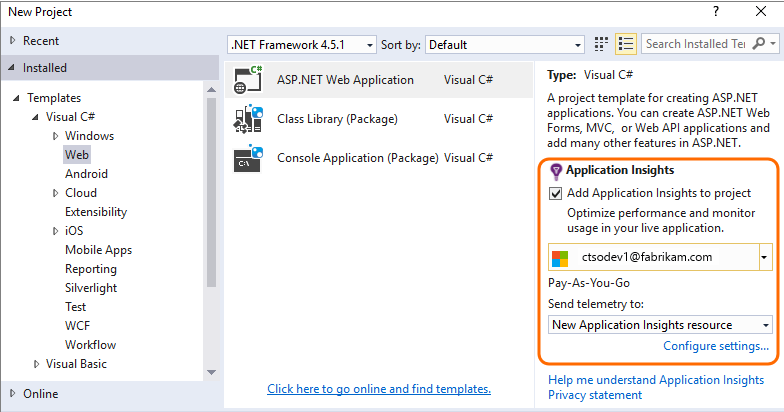 New Project
Recent
.NET Framework 4.5.1
Sort by:
Default
Search Installed Ter
Installed
Templates
Visual C#
Windows
Web
Android
Cloud
Extensibility
iOS
Mobile Apps
Reporting
Silverlight
Test
WCF
Workflow
Visual Basic
Online
C#
ASP.NET Web Application Visual C#
Class Library (Package) Visual C#
C:\
Console Application (Package) Visual C#
Click here to go online and find templates.
Type: Visual C#
A project template for creating ASP.NET
applications. You can create ASP.NET Web
Forms, MVC, or Web API applications and
add many other features in ASP.NET.
Application Insights
Add Application Insights to project
Optimize performance and monitor
usage in your live application.
ctsodev1@fabrikam.com
Pay-As-You-Go
Send telemetry to:
New Application Insights resource
Configure settings...
Help me understand Application Insights
Privacy statement